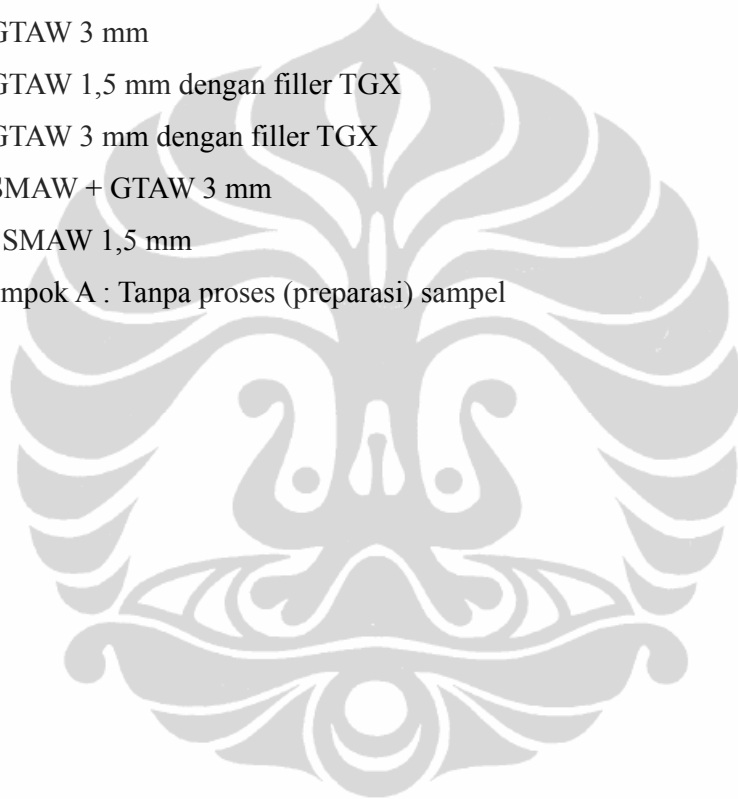 GTAW 3 mm
GTAW 1,5 mm dengan filler TGX
GTAW 3 mm dengan filler TGX
SMAW + GTAW 3 mm
SMAW 1,5 mm
mpok A : Tanpa proses (preparasi) sampel